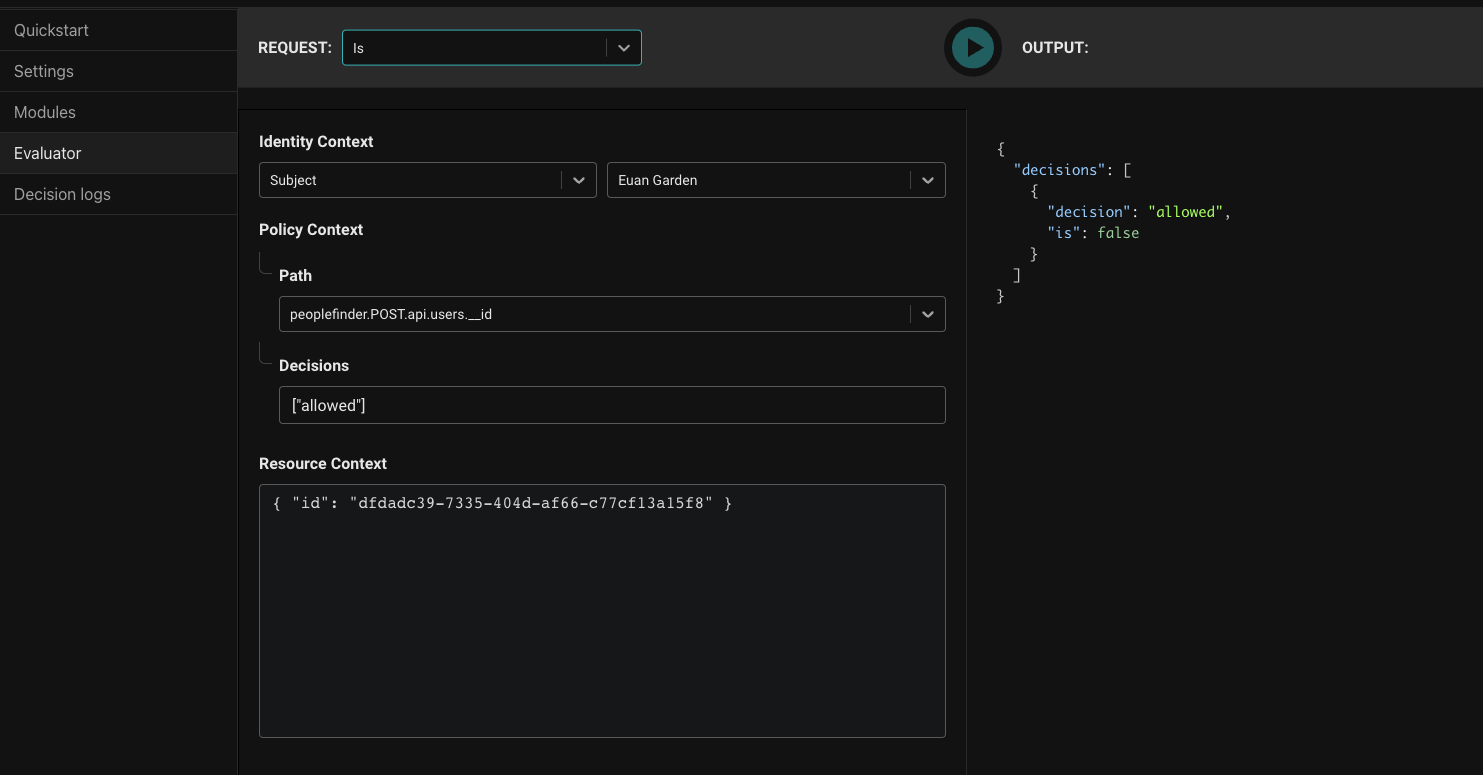 Quickstart
Settings
Modules
Evaluator
Decision logs
REQUEST: Is
OUTPUT:
Identity Context
Subject
Euan Garden
Policy Context
Path
peoplefinder.POST.api.users.__id
Decisions
["allowed"]
Resource Context
{ "id": "dfdadc39-7335-404d-af66-c77cf13a15f8" }
{
"decisions": [
{
"decision": "allowed",
"is": false
}
]
}